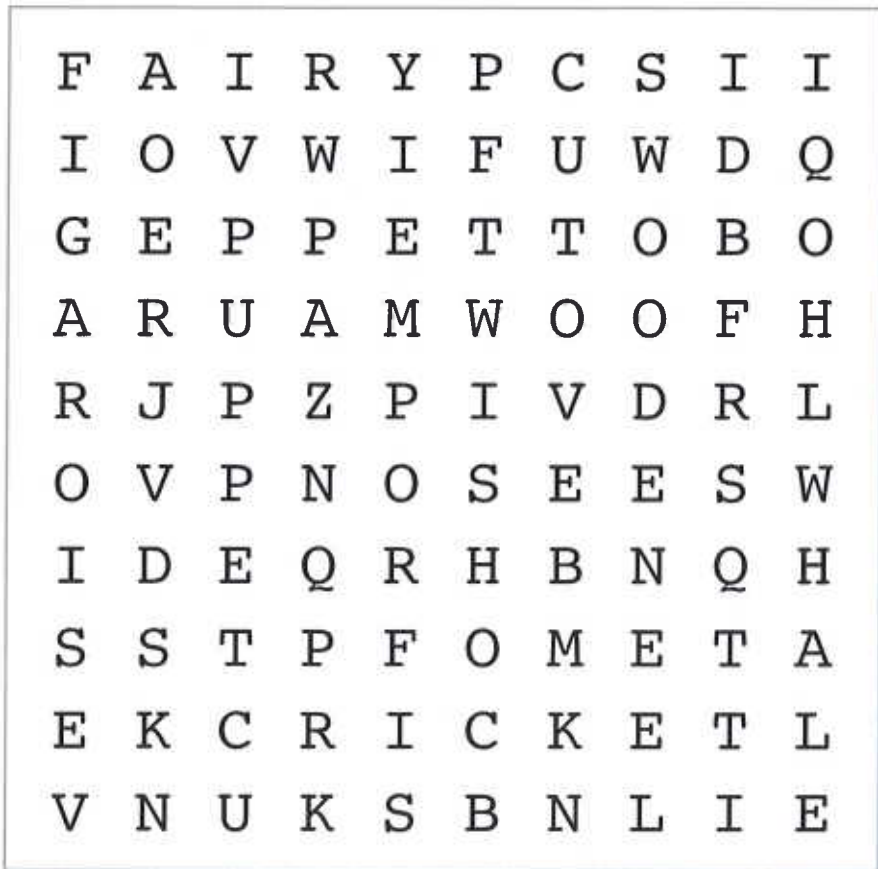 F A I R Y P C S I I
I O V W I F U W D Q
G E P P E T T O B O
A R U A M W O O F H
R J P Z P I V D R L
O V P N O S E E S W
I D E Q R H B N Q H
S S T P F O M E T A
E K C R I C K E T L
V N U K S B N L I E